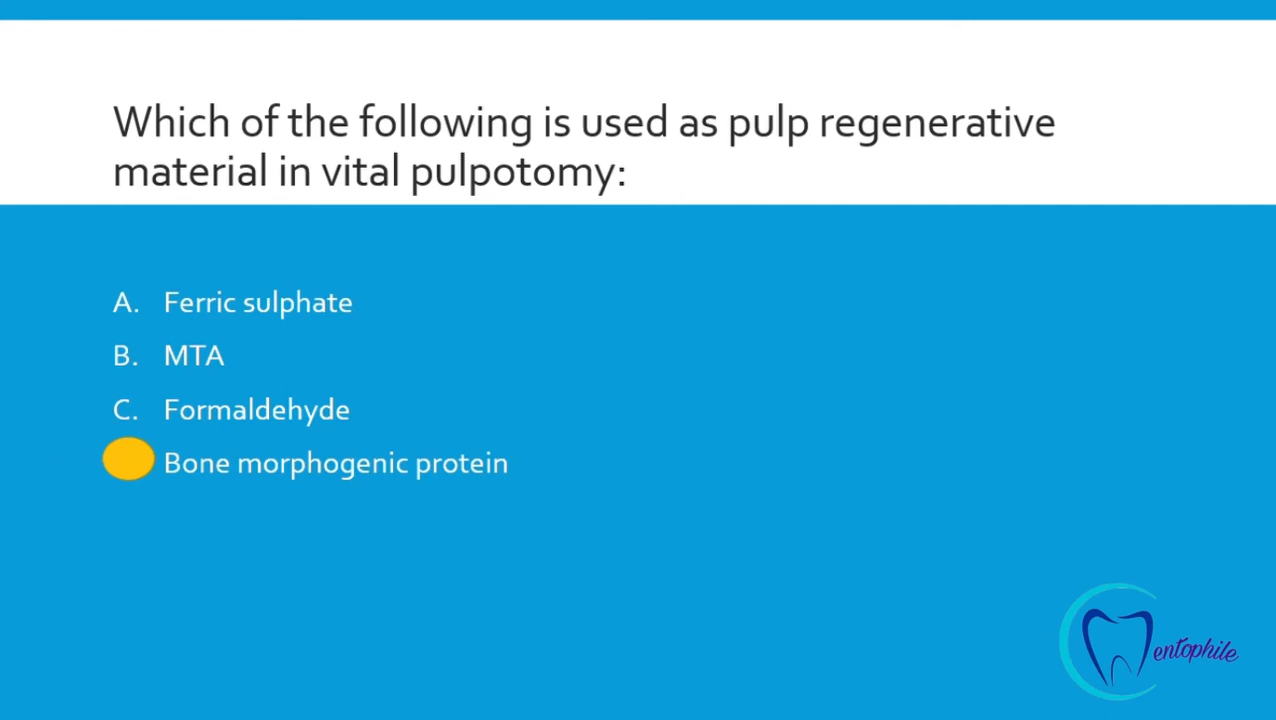 Which of the following is used as pulp regenerative
material in vital pulpotomy:
A. Ferric sulphate
B. MTA
C. Formaldehyde
Bone morphogenic protein
entophile